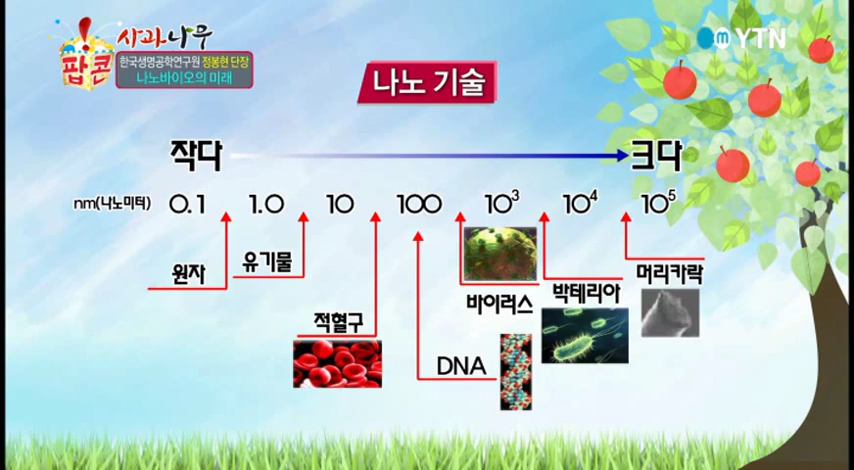 사과나무
팝콘
한국생명공학연구원 정봉현 단장
나노바이오의 미래
YTN
나노 기술
작다 크다
nm(나노미터) 0.1 1.0 10 100 10³ 10⁴ 10⁵
원자 유기물 적혈구 DNA 바이러스 박테리아 머리카락